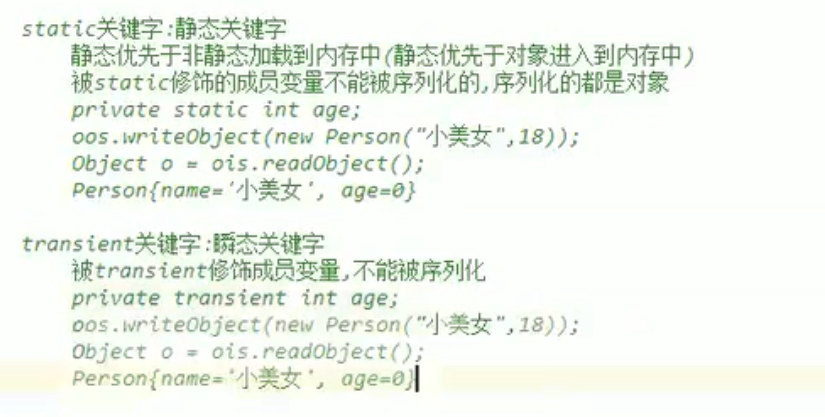 static关键字:静态关键字
静态优先于非静态加载到内存中(静态优先于对象进入到内存中)
被static修饰的成员变量不能被序列化的,序列化的都是对象
private static int age;
oos.writeObject(new Person("小美女",18));
Object o = ois.readObject();
Person{name='小美女', age=0}
transient关键字:瞬态关键字
被transient修饰成员变量,不能被序列化
private transient int age;
oos.writeObject(new Person("小美女",18));
Object o = ois.readObject();
Person{name='小美女', age=0}